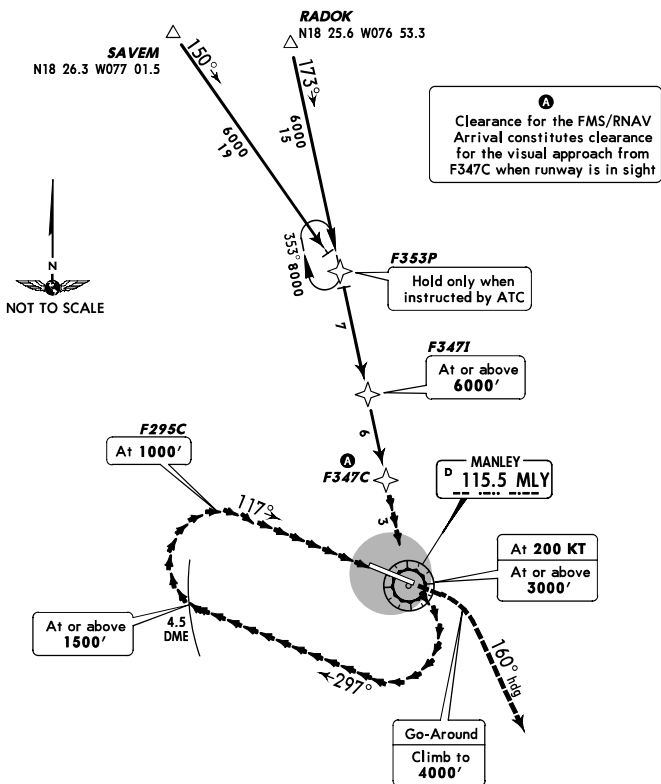 RADOK
N18 25.6 W076 53.3
SAVEM
N18 26.3 W077 01.5
150°
173°
6000
19
6000
15
A
Clearance for the FMS/RNAV
Arrival constitutes clearance
for the visual approach from
F347C when runway is in sight
N
NOT TO SCALE
353° 8000
F353P
Hold only when
instructed by ATC
7
F347I
At or above
6000'
6
F295C
At 1000'
A
F347C
MANLEY
D 115.5 MLY
117°
3
At 200 KT
At or above
3000'
At or above
1500'
4.5
DME
297°
160° hdg
Go-Around
Climb to
4000'